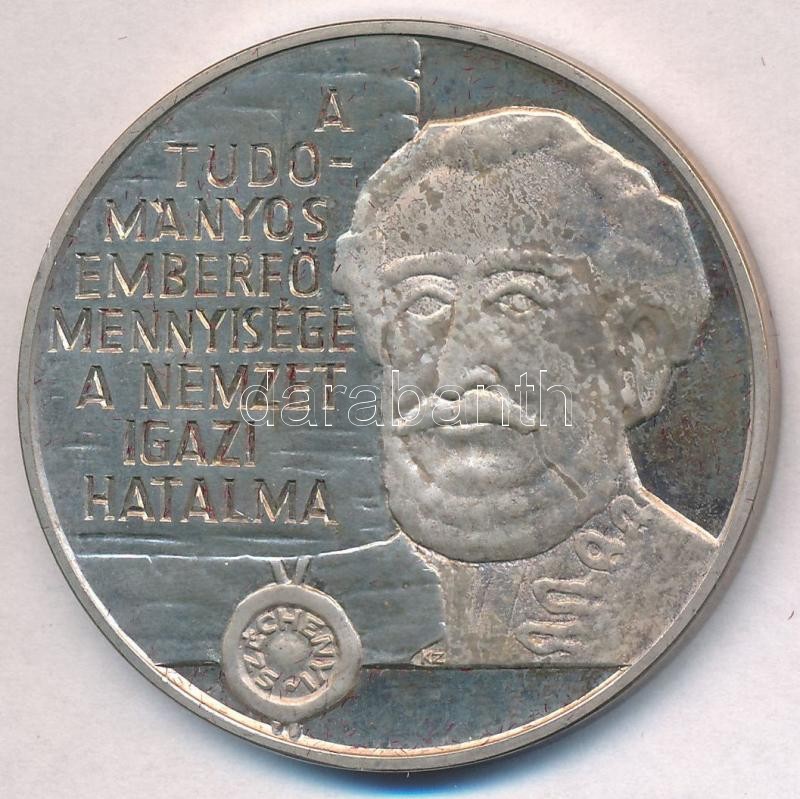 A
TUDO-
MÁNYOS
EMBERFŐ
MENNYISÉGE
A NEMZET
IGAZI
HATALMA
darabanth
SZÉCHENYI
KZ